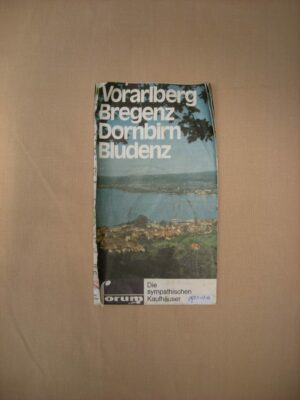 Vorarlberg
Bregenz
Dornbirn
Bludenz
forum
Die
sympathischen
Kaufhäuser